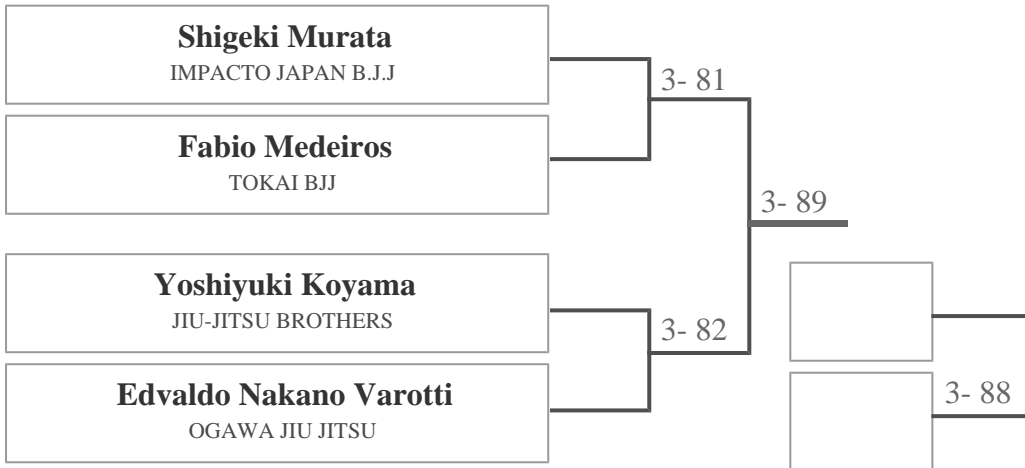 Shigeki Murata
IMPACTO JAPAN B.J.J
3- 81
Fabio Medeiros
TOKAI BJJ
3- 89
Yoshiyuki Koyama
JIU-JITSU BROTHERS
3- 82
Edvaldo Nakano Varotti
OGAWA JIU JITSU
3- 88